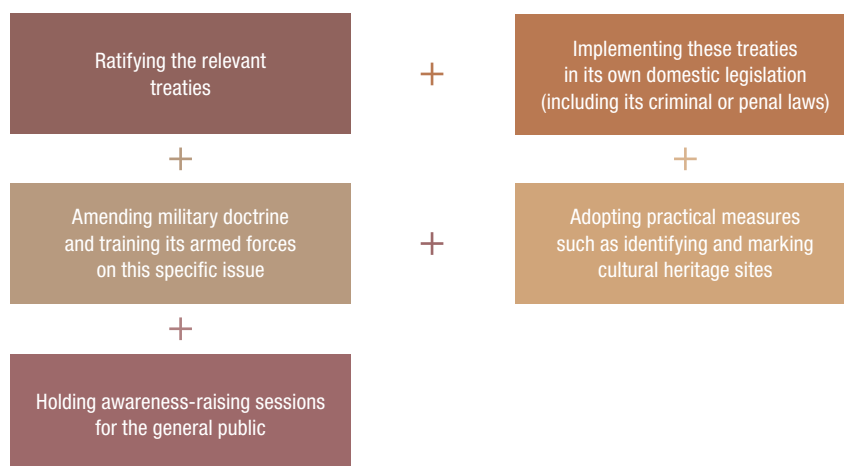 Ratifying the relevant
treaties
+
Implementing these treaties
in its own domestic legislation
(including its criminal or penal laws)
+
+
Amending military doctrine
and training its armed forces
on this specific issue
+
Adopting practical measures
such as identifying and marking
cultural heritage sites
+
Holding awareness-raising sessions
for the general public